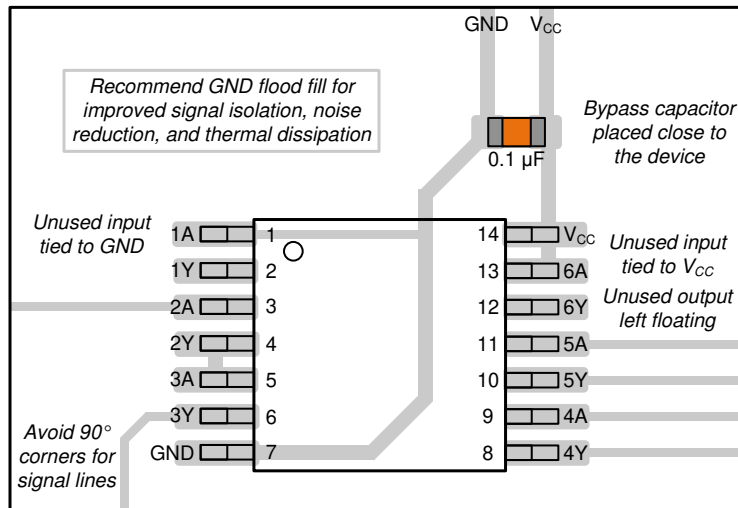 GND VCC
Recommend GND flood fill for
improved signal isolation, noise
reduction, and thermal dissipation
Bypass capacitor
placed close to
the device
0.1 µF
Unused input
tied to GND
1A 1 14 VCC
Unused input
tied to VCC
1Y 2 13 6A
2A 3 12 6Y
Unused output
left floating
2Y 4 11 5A
3A 5 10 5Y
3Y 6 9 4A
Avoid 90°
corners for
signal lines
GND 7 8 4Y